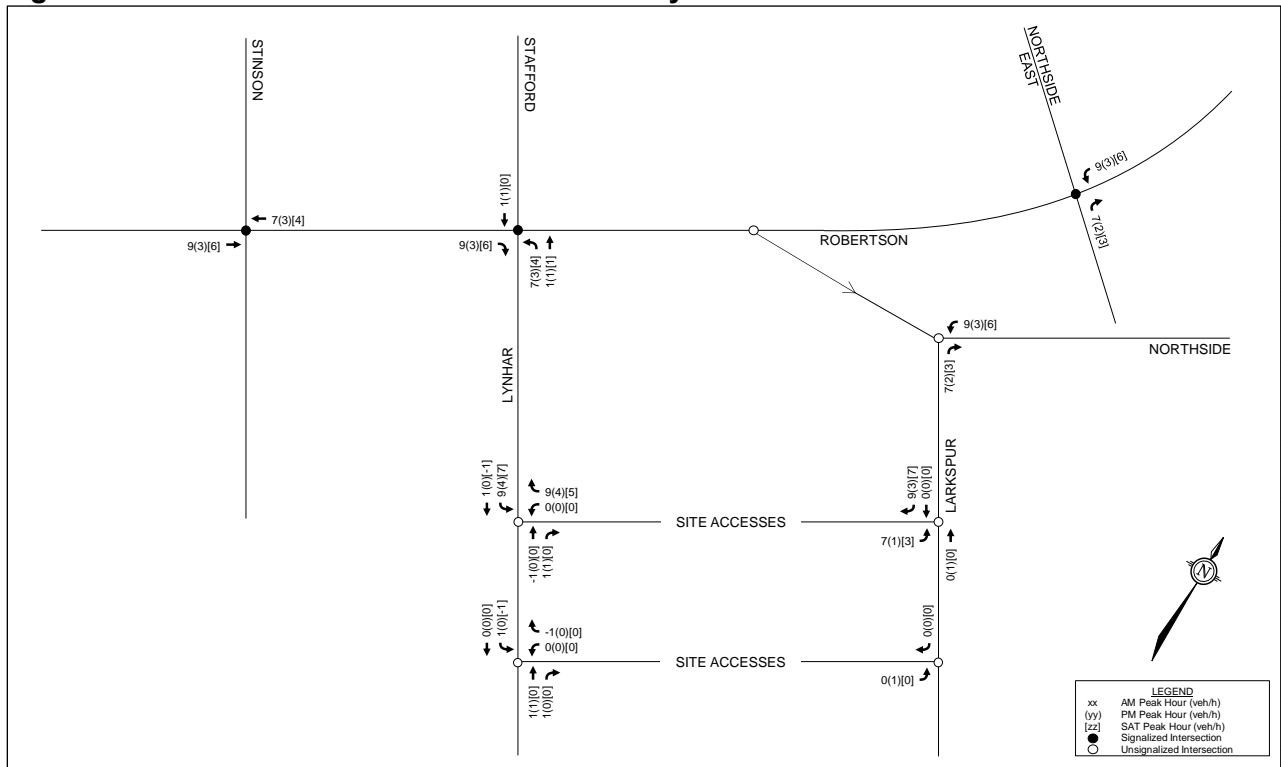 STINSON
STAFFORD
NORTHSIDE
EAST
9(3)[6]
7(2)[3]
1(1)[0]
7(3)[4]
9(3)[6]
9(3)[6]
7(3)[4]
1(1)[1]
ROBERTSON
9(3)[6]
NORTHSIDE
7(2)[3]
LYNHAR
LARKSPUR
1(0)[-1]
9(4)[7]
9(4)[5]
0(0)[0]
SITE ACCESSES
9(3)[7]
0(0)[0]
7(1)[3]
0(1)[0]
-1(0)[0]
1(1)[0]
N
0(0)[0]
1(0)[-1]
-1(0)[0]
0(0)[0]
SITE ACCESSES
0(0)[0]
0(1)[0]
1(1)[0]
1(0)[0]
LEGEND
xx AM Peak Hour (veh/h)
(yy) PM Peak Hour (veh/h)
[zz] SAT Peak Hour (veh/h)
Signalized Intersection
Unsignalized Intersection